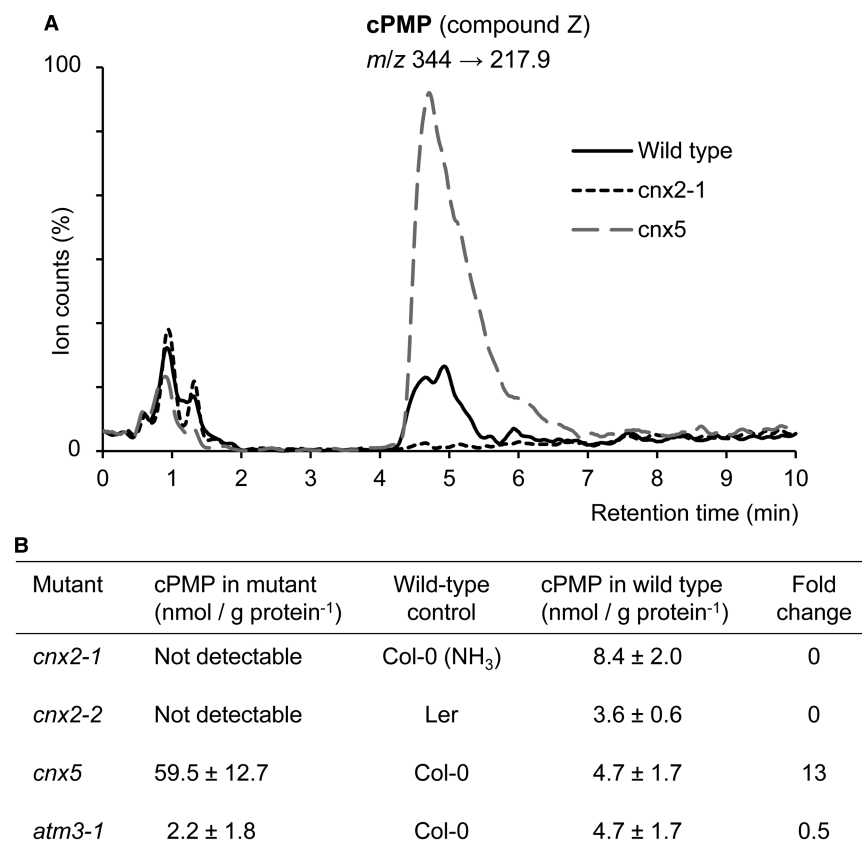 A
cPMP (compound Z)
m/z 344 → 217.9
100
Ion counts (%)
0
Wild type
cnx2-1
cnx5
0 1 2 3 4 5 6 7 8 9 10
Retention time (min)
B
Mutant cPMP in mutant (nmol / g protein⁻¹) Wild-type control cPMP in wild type (nmol / g protein⁻¹) Fold change
cnx2-1 Not detectable Col-0 (NH₃) 8.4 ± 2.0 0
cnx2-2 Not detectable Ler 3.6 ± 0.6 0
cnx5 59.5 ± 12.7 Col-0 4.7 ± 1.7 13
atm3-1 2.2 ± 1.8 Col-0 4.7 ± 1.7 0.5